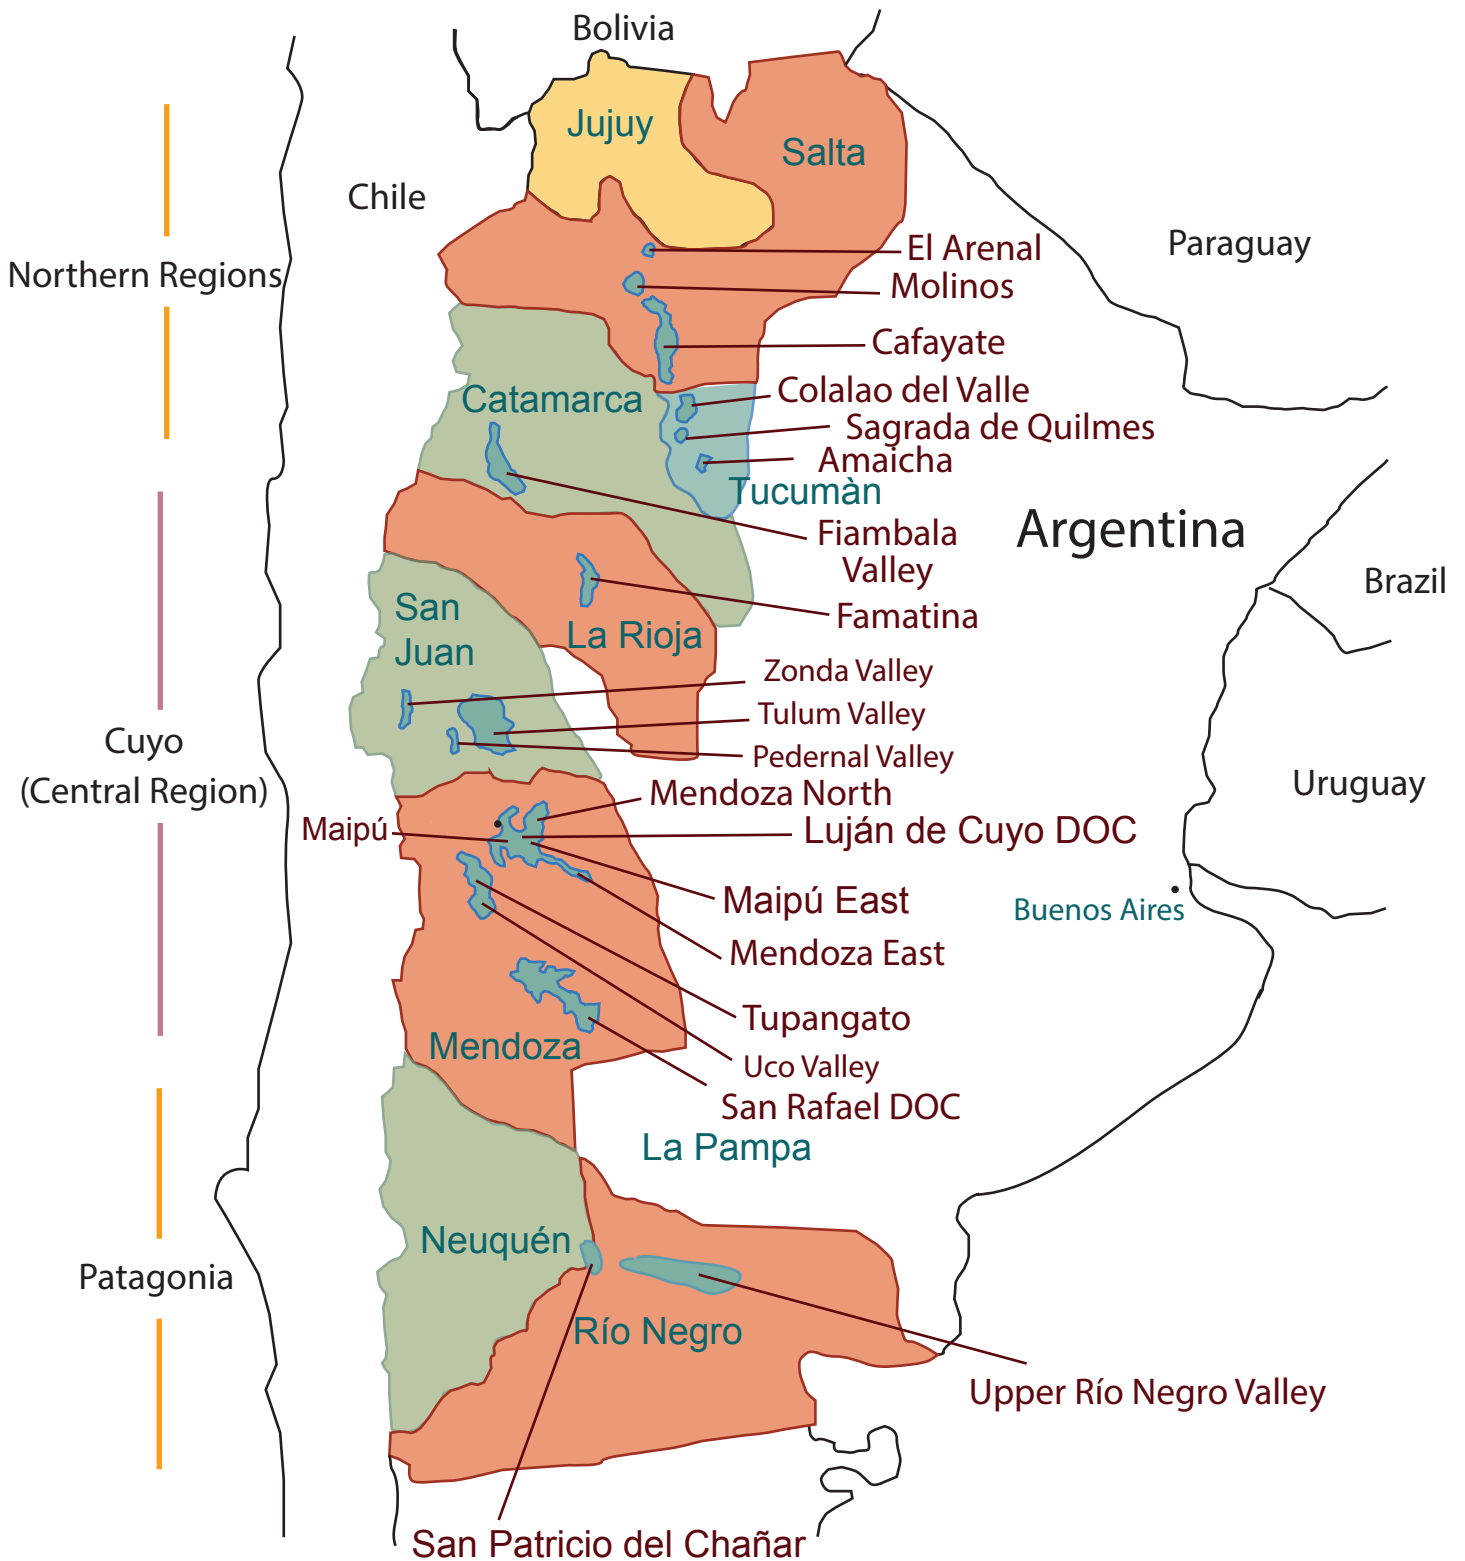 Bolivia
Jujuy
Salta
Chile
Paraguay
El Arenal
Northern Regions
Molinos
Cafayate
Colalao del Valle
Catamarca
Sagrada de Quilmes
Amaicha
Tucumàn
Argentina
Fiambala
Valley
Brazil
San
Juan
Famatina
La Rioja
Zonda Valley
Tulum Valley
Cuyo
(Central Region)
Pedernal Valley
Uruguay
Mendoza North
Maipú
Luján de Cuyo DOC
Maipú East
Buenos Aires
Mendoza East
Tupangato
Mendoza
Uco Valley
San Rafael DOC
La Pampa
Neuquén
Patagonia
Río Negro
Upper Río Negro Valley
San Patricio del Chañar